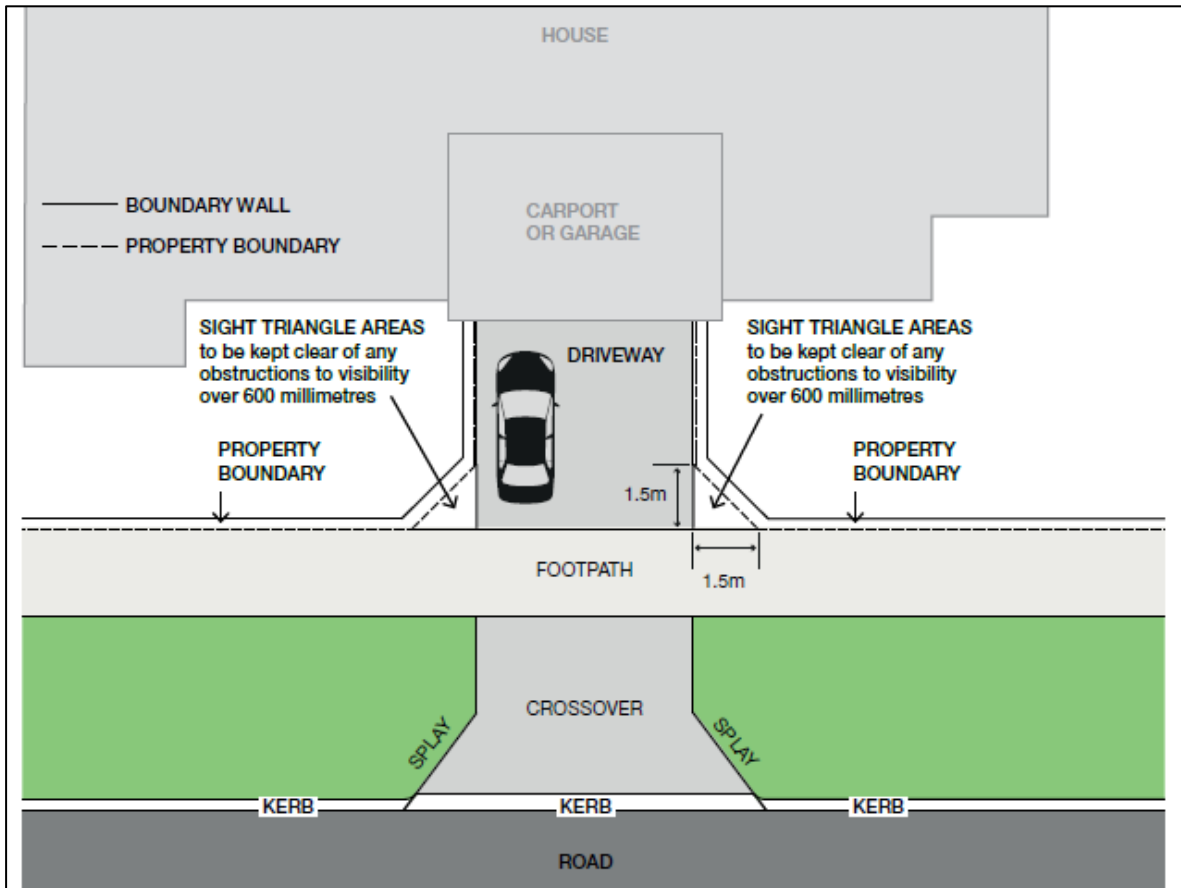 HOUSE
BOUNDARY WALL
PROPERTY BOUNDARY
CARPORT
OR GARAGE
SIGHT TRIANGLE AREAS
to be kept clear of any
obstructions to visibility
over 600 millimetres
DRIVEWAY
SIGHT TRIANGLE AREAS
to be kept clear of any
obstructions to visibility
over 600 millimetres
PROPERTY
BOUNDARY
PROPERTY
BOUNDARY
1.5m
1.5m
FOOTPATH
CROSSOVER
SPLAY
SPLAY
KERB
KERB
KERB
ROAD